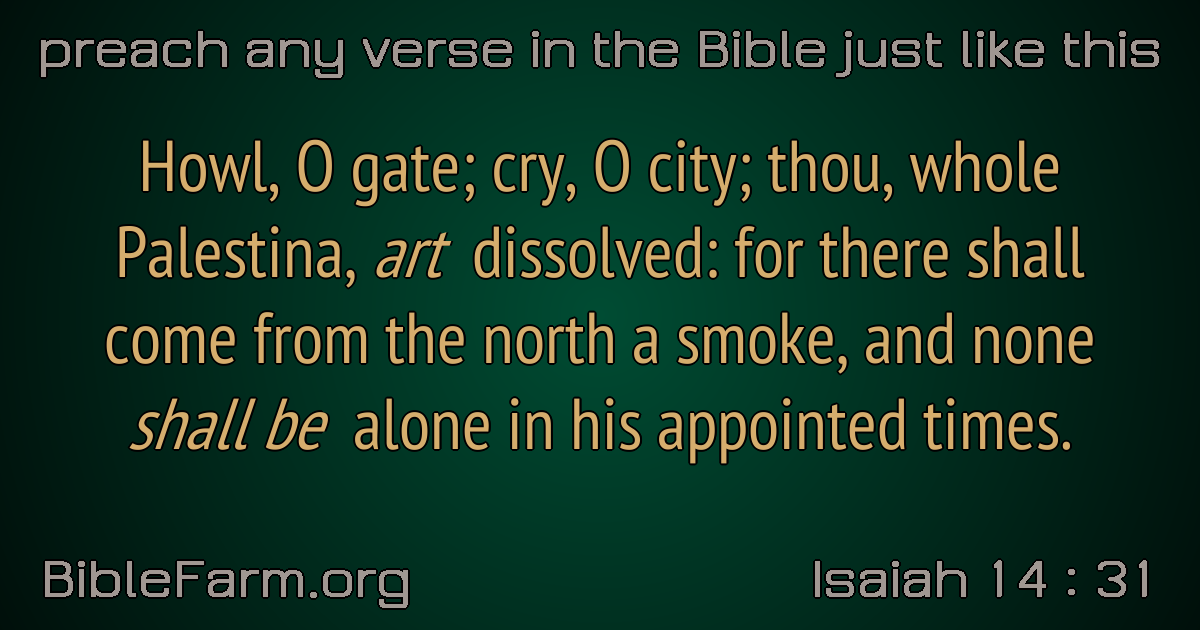 preach any verse in the Bible just like this
Howl, O gate; cry, O city; thou, whole
Palestina, art dissolved: for there shall
come from the north a smoke, and none
shall be alone in his appointed times.
BibleFarm.org
Isaiah 14 : 31